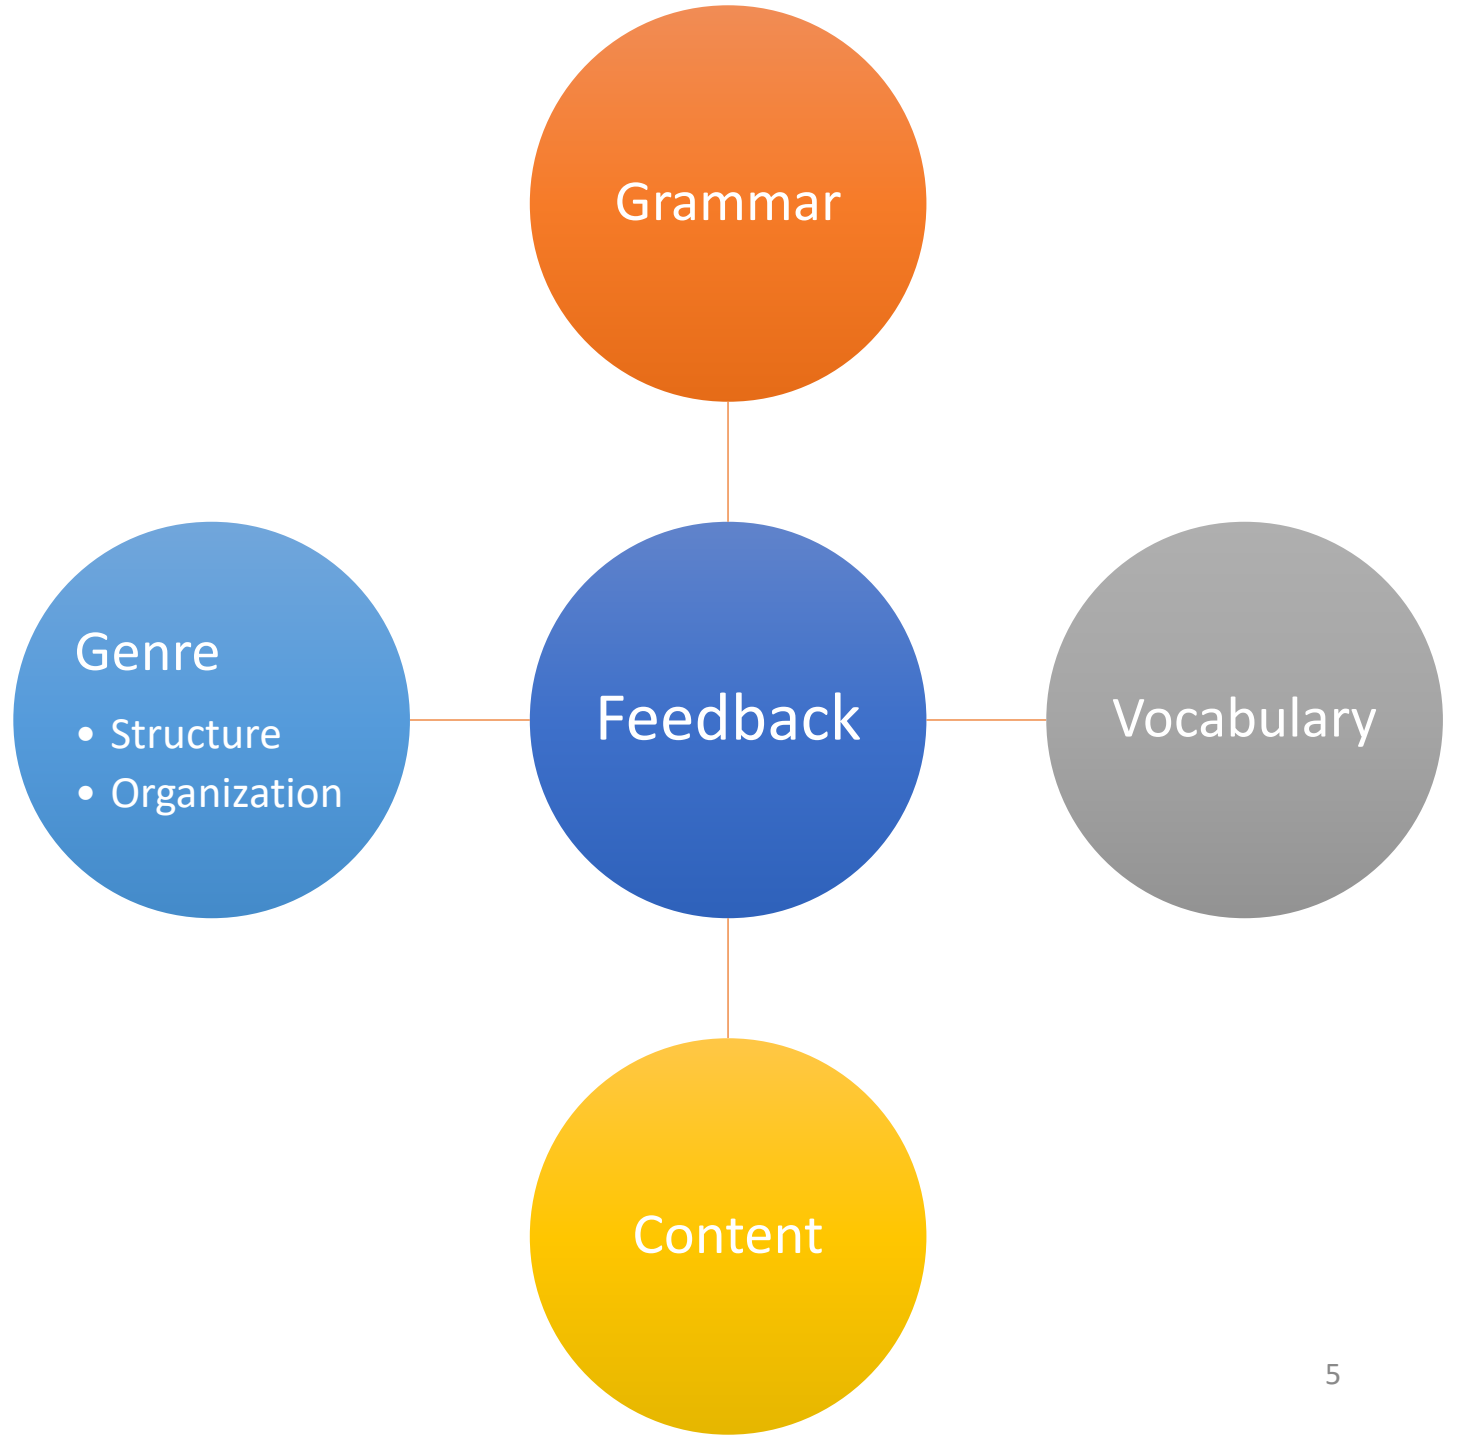 Grammar
Genre
• Structure
• Organization
Feedback
Vocabulary
Content
5